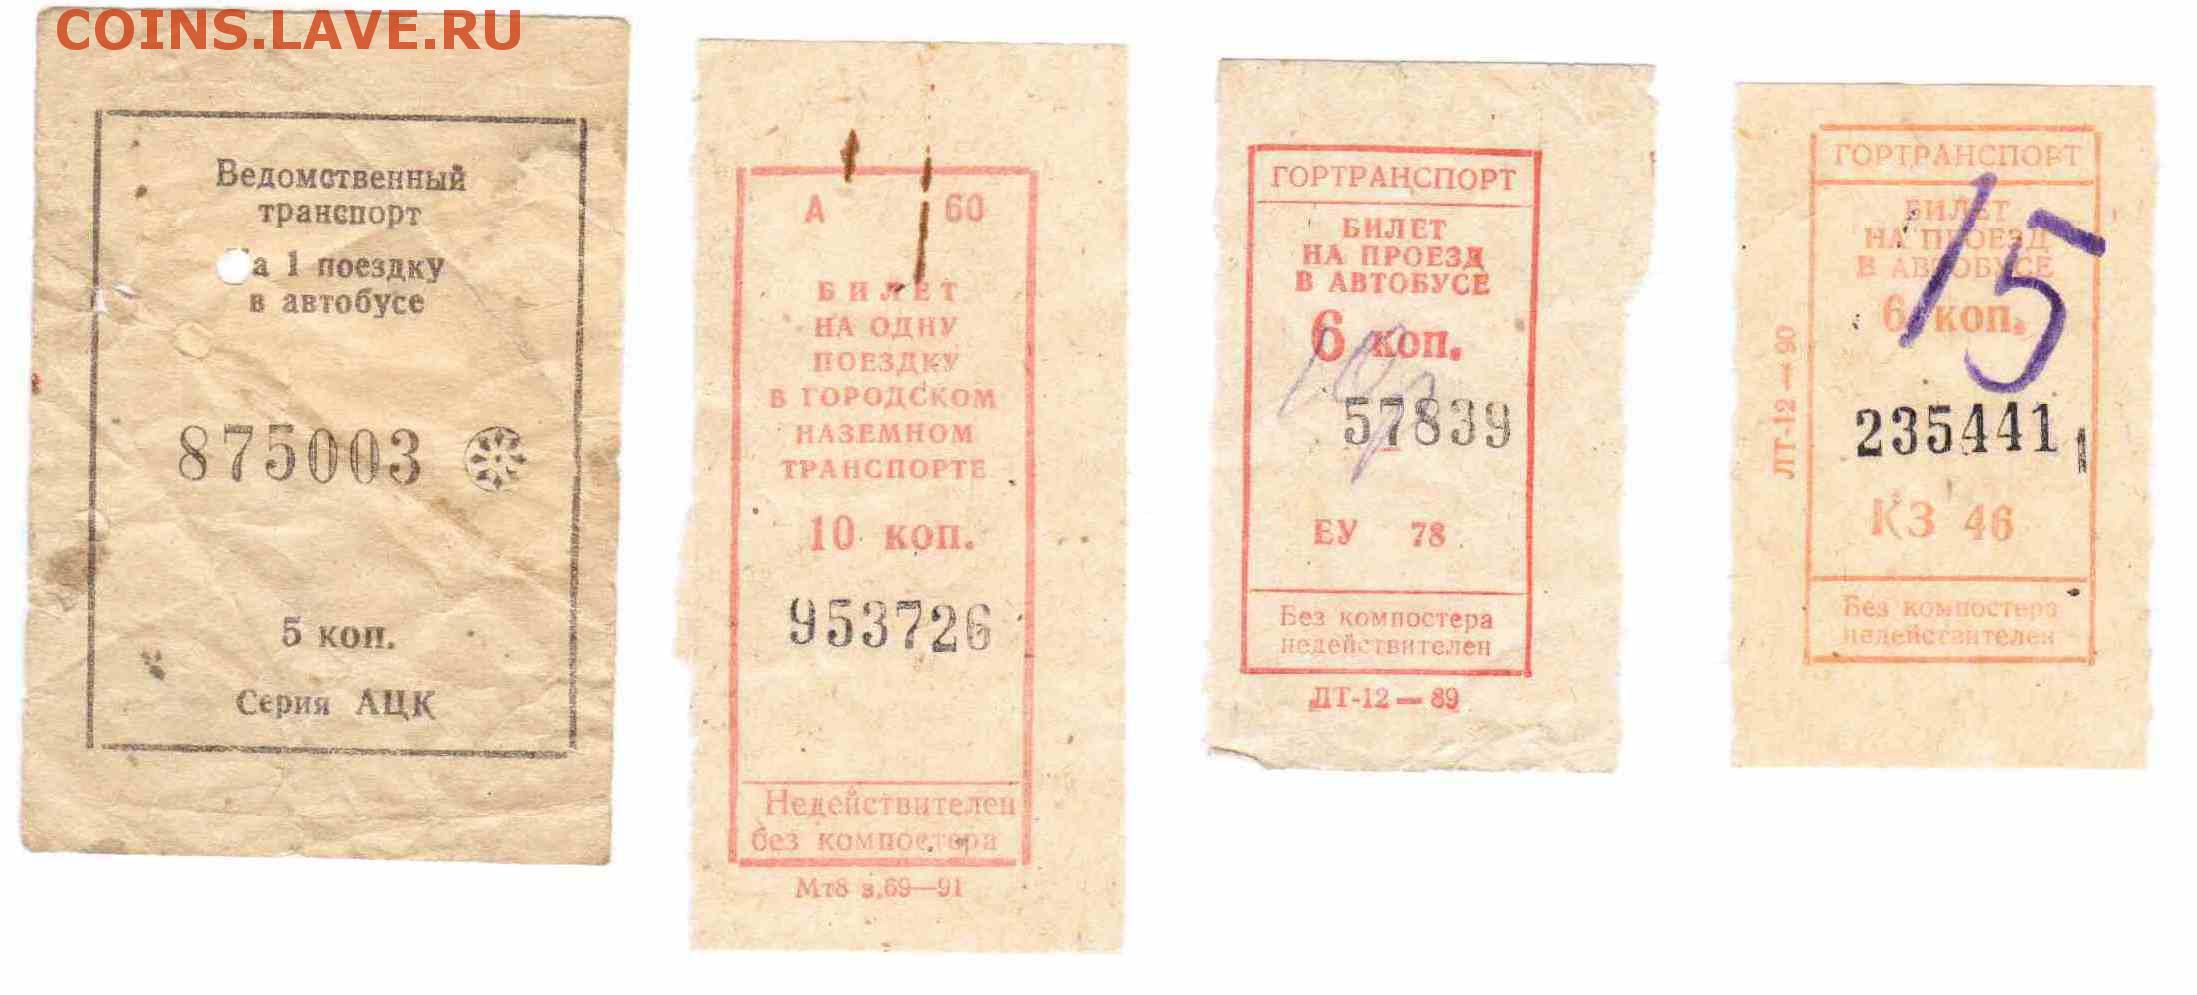 COINS.LAVE.RU
Ведомственный
транспорт
а 1 поездку
в автобусе
875003
5 коп.
Серия АЦК
А 60
БИЛЕТ
НА ОДНУ
ПОЕЗДКУ
В ГОРОДСКОМ
НАЗЕМНОМ
ТРАНСПОРТЕ
10 коп.
953726
Недействителен
без компостера
Мт8 з.69—91
ГОРТРАНСПОРТ
БИЛЕТ
НА ПРОЕЗД
В АВТОБУСЕ
6 коп.
57839
ЕУ 78
Без компостера
недействителен
ЛТ-12—89
ГОРТРАНСПОРТ
БИЛЕТ
НА ПРОЕЗД
В АВТОБУСЕ
6 коп.
15
235441
КЗ 46
Без компостера
недействителен
ЛТ-12—90